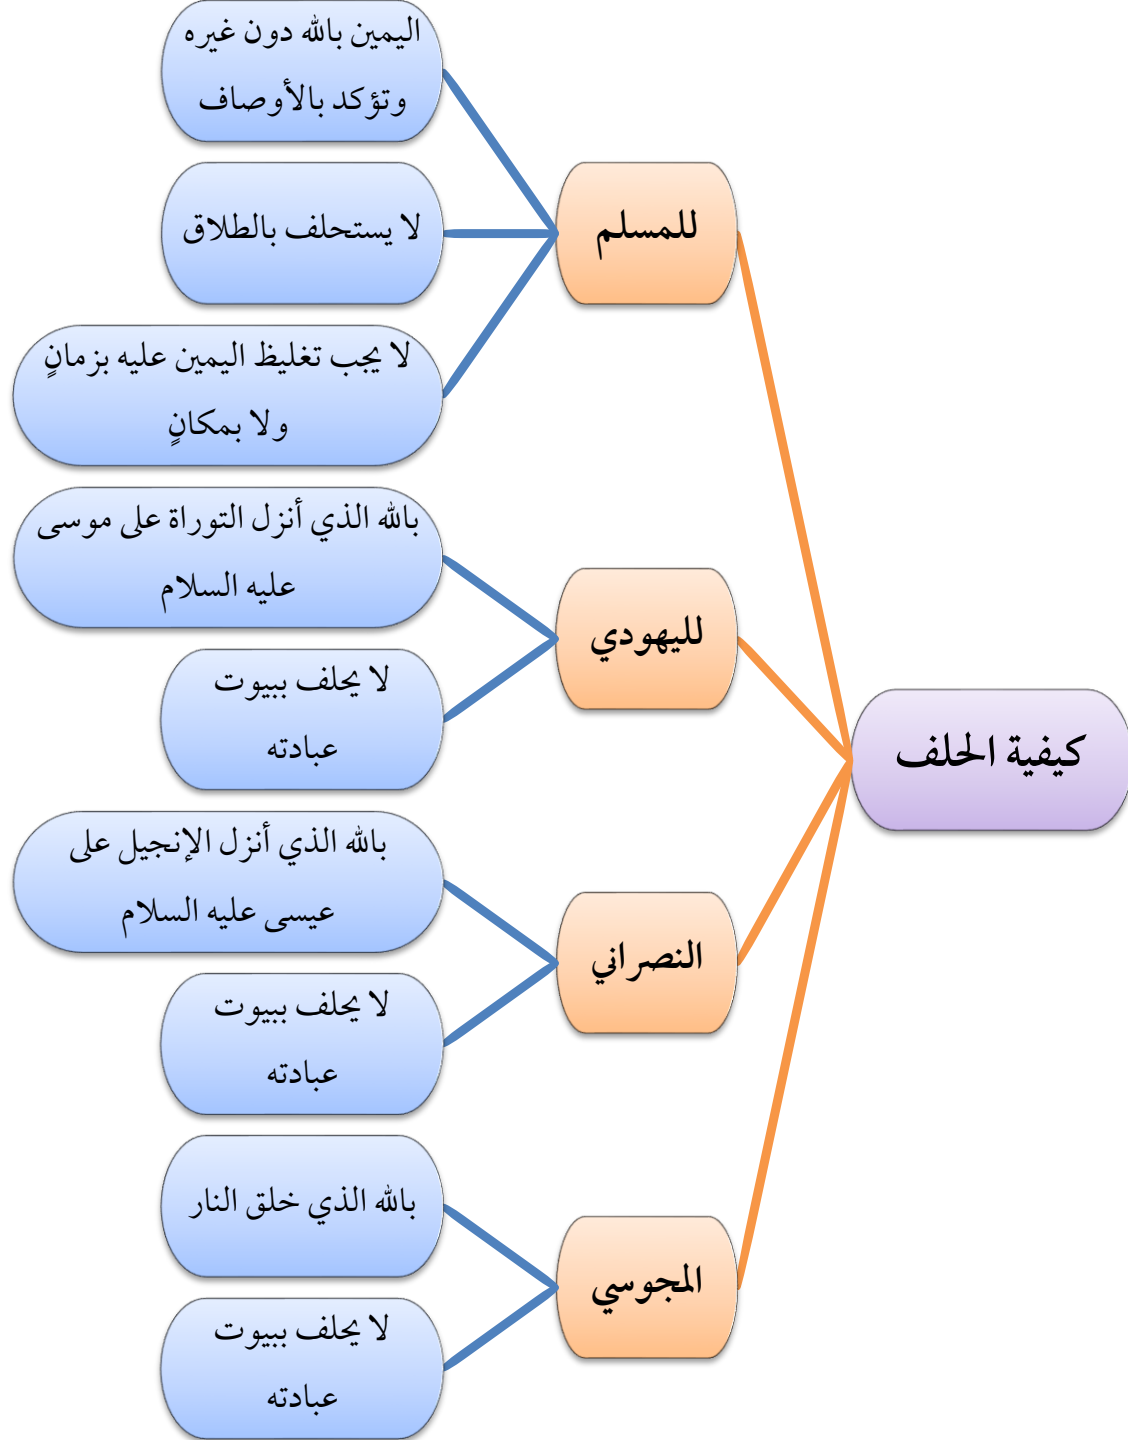 كيفية الحلف
للمسلم
اليمين بالله دون غيره
وتؤكد بالأوصاف
لا يستحلف بالطلاق
لا يجب تغليظ اليمين عليه بزمانٍ
ولا بمكانٍ
لليهودي
بالله الذي أنزل التوراة على موسى
عليه السلام
لا يحلف ببيوت
عبادته
النصراني
بالله الذي أنزل الإنجيل على
عيسى عليه السلام
لا يحلف ببيوت
عبادته
المجوسي
بالله الذي خلق النار
لا يحلف ببيوت
عبادته